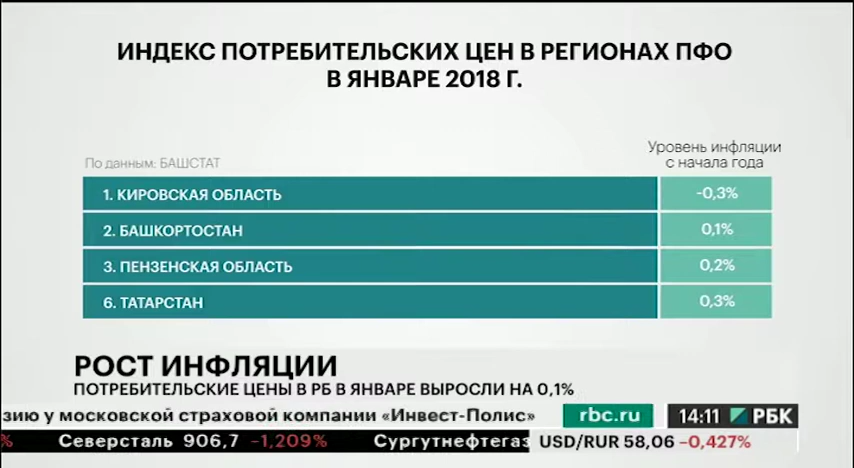 ИНДЕКС ПОТРЕБИТЕЛЬСКИХ ЦЕН В РЕГИОНАХ ПФО
В ЯНВАРЕ 2018 Г.
По данным: БАШСТАТ
Уровень инфляции
с начала года
1. КИРОВСКАЯ ОБЛАСТЬ -0,3%
2. БАШКОРТОСТАН 0,1%
3. ПЕНЗЕНСКАЯ ОБЛАСТЬ 0,2%
6. ТАТАРСТАН 0,3%
РОСТ ИНФЛЯЦИИ
ПОТРЕБИТЕЛЬСКИЕ ЦЕНЫ В РБ В ЯНВАРЕ ВЫРОСЛИ НА 0,1%
зию у московской страховой компании «Инвест-Полис» rbc.ru 14:11 РБК
% Северсталь 906,7 -1,209% Сургутнефтегаз USD/RUR 58,06 -0,427%